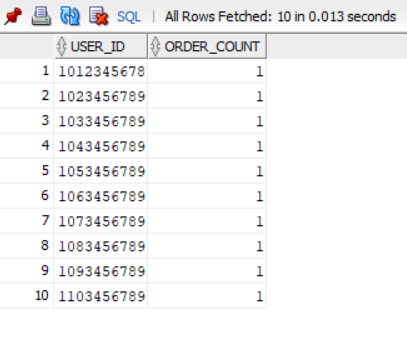 SQL | All Rows Fetched: 10 in 0.013 seconds
USER_ID ORDER_COUNT
1 1012345678 1
2 1023456789 1
3 1033456789 1
4 1043456789 1
5 1053456789 1
6 1063456789 1
7 1073456789 1
8 1083456789 1
9 1093456789 1
10 1103456789 1